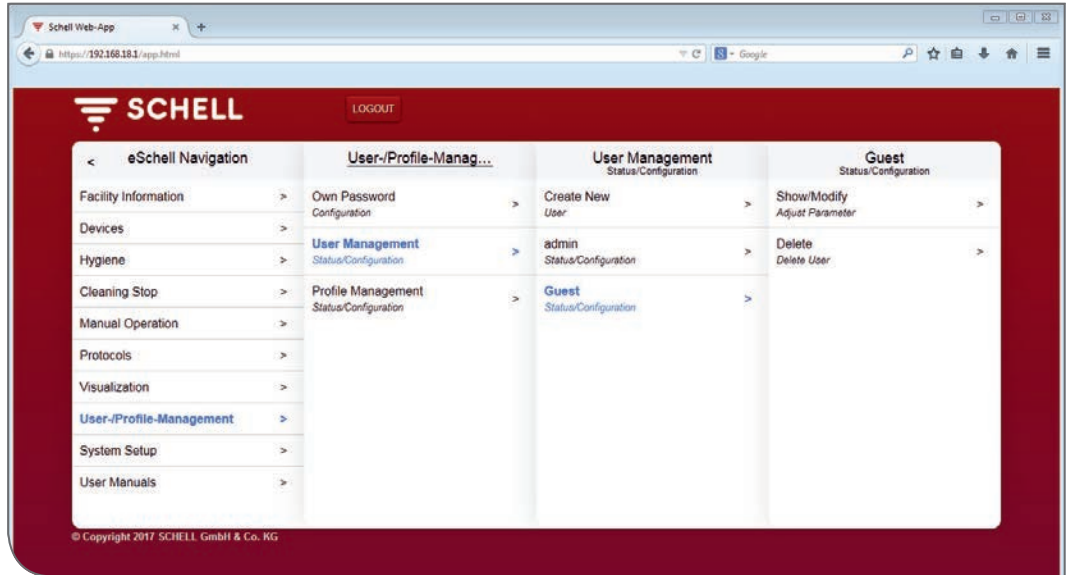 Schell Web-App
https://192.168.18.1/app.html
Google
SCHELL
LOGOUT
< eSchell Navigation
Facility Information >
Devices >
Hygiene >
Cleaning Stop >
Manual Operation >
Protocols >
Visualization >
User-/Profile-Management >
System Setup >
User Manuals >
User-/Profile-Manag...
Own Password >
Configuration
User Management >
Status/Configuration
Profile Management >
Status/Configuration
User Management
Status/Configuration
Create New >
User
admin >
Status/Configuration
Guest >
Status/Configuration
Guest
Status/Configuration
Show/Modify >
Adjust Parameter
Delete >
Delete User
© Copyright 2017 SCHELL GmbH & Co. KG